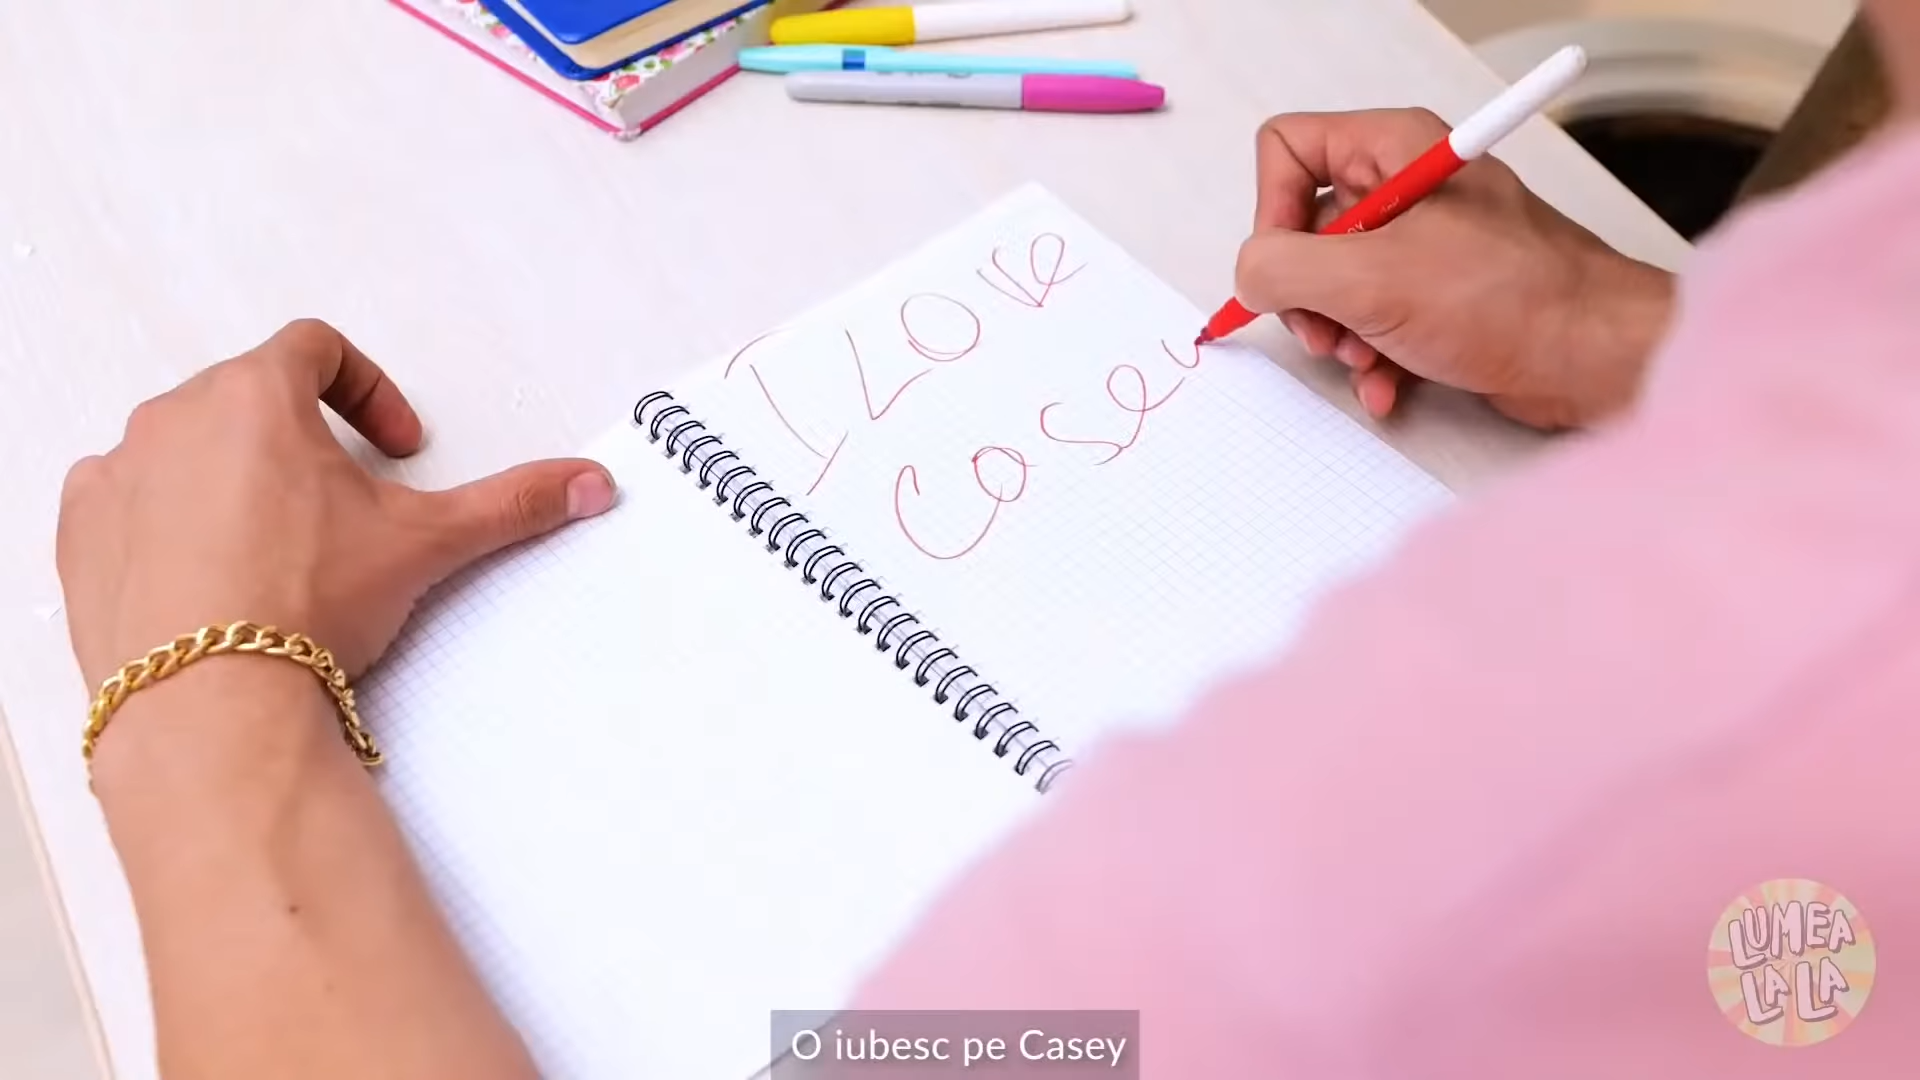 I LOve
Casey
O iubesc pe Casey
LUMEA
LA LA